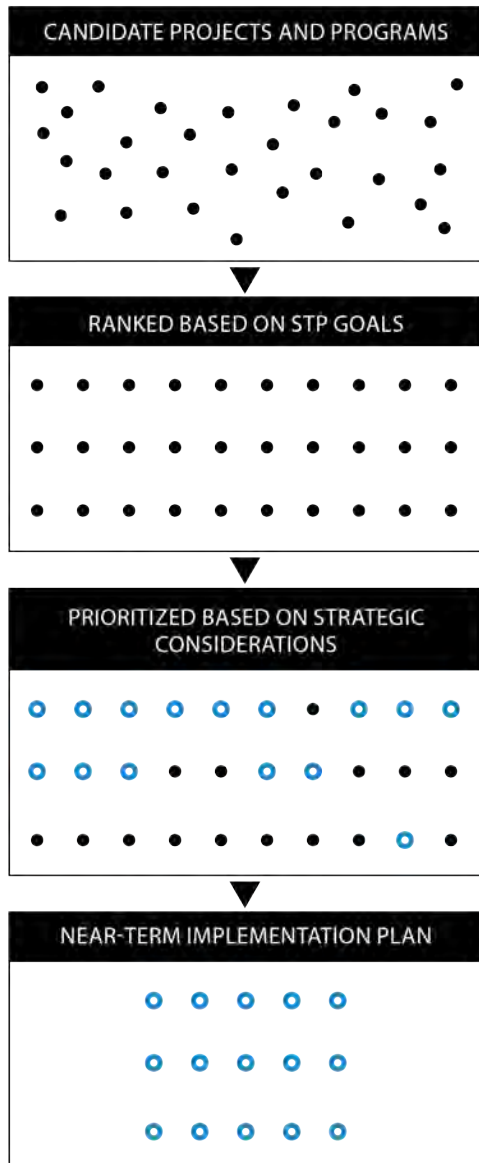 CANDIDATE PROJECTS AND PROGRAMS
RANKED BASED ON STP GOALS
PRIORITIZED BASED ON STRATEGIC
CONSIDERATIONS
NEAR-TERM IMPLEMENTATION PLAN